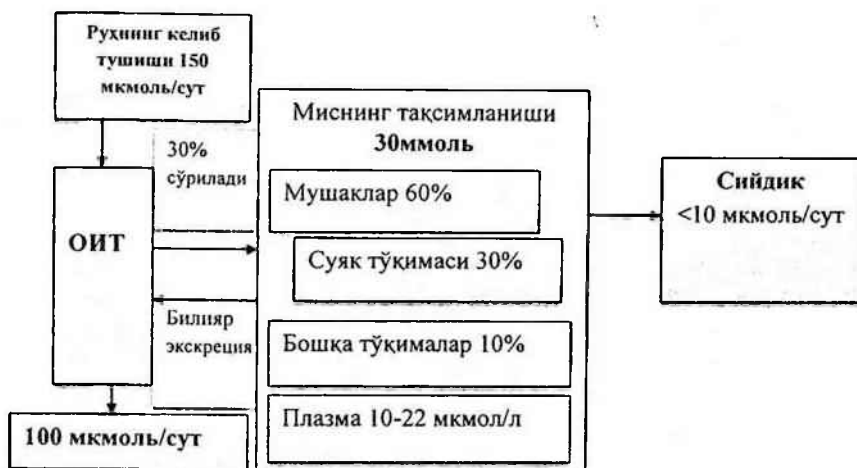 Руҳнинг келиб
тушиши 150
мкмоль/сут
30%
сўрилади
ОИТ
Билияр
экскреция
100 мкмоль/сут
Миснинг тақсимланиши
30ммоль
Мушаклар 60%
Суяк тўқимаси 30%
Бошқа тўқималар 10%
Плазма 10-22 мкмол/л
Сийдик
<10 мкмоль/сут